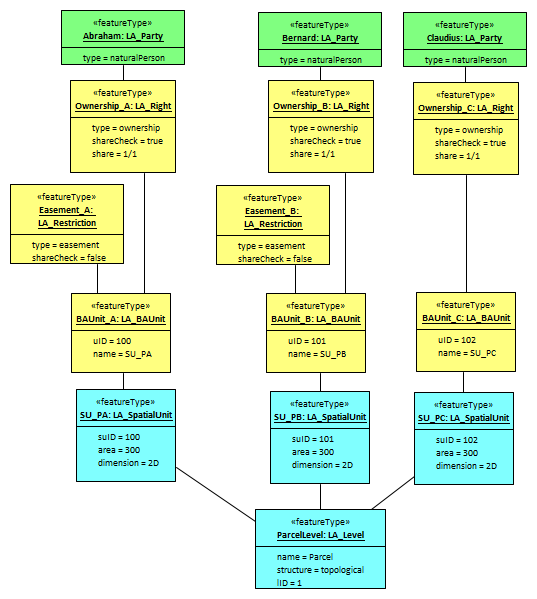 «featureType»
Abraham: LA_Party
type = naturalPerson
«featureType»
Bernard: LA_Party
type = naturalPerson
«featureType»
Claudius: LA_Party
type = naturalPerson
«featureType»
Ownership_A: LA_Right
type = ownership
shareCheck = true
share = 1/1
«featureType»
Ownership_B: LA_Right
type = ownership
shareCheck = true
share = 1/1
«featureType»
Ownership_C: LA_Right
type = ownership
shareCheck = true
share = 1/1
«featureType»
Easement_A:
LA_Restriction
type = easement
shareCheck = false
«featureType»
Easement_B:
LA_Restriction
type = easement
shareCheck = false
«featureType»
BAUnit_A: LA_BAUnit
uID = 100
name = SU_PA
«featureType»
BAUnit_B: LA_BAUnit
uID = 101
name = SU_PB
«featureType»
BAUnit_C: LA_BAUnit
uID = 102
name = SU_PC
«featureType»
SU_PA: LA_SpatialUnit
suID = 100
area = 300
dimension = 2D
«featureType»
SU_PB: LA_SpatialUnit
suID = 101
area = 300
dimension = 2D
«featureType»
SU_PC: LA_SpatialUnit
suID = 102
area = 300
dimension = 2D
«featureType»
ParcelLevel: LA_Level
name = Parcel
structure = topological
lID = 1